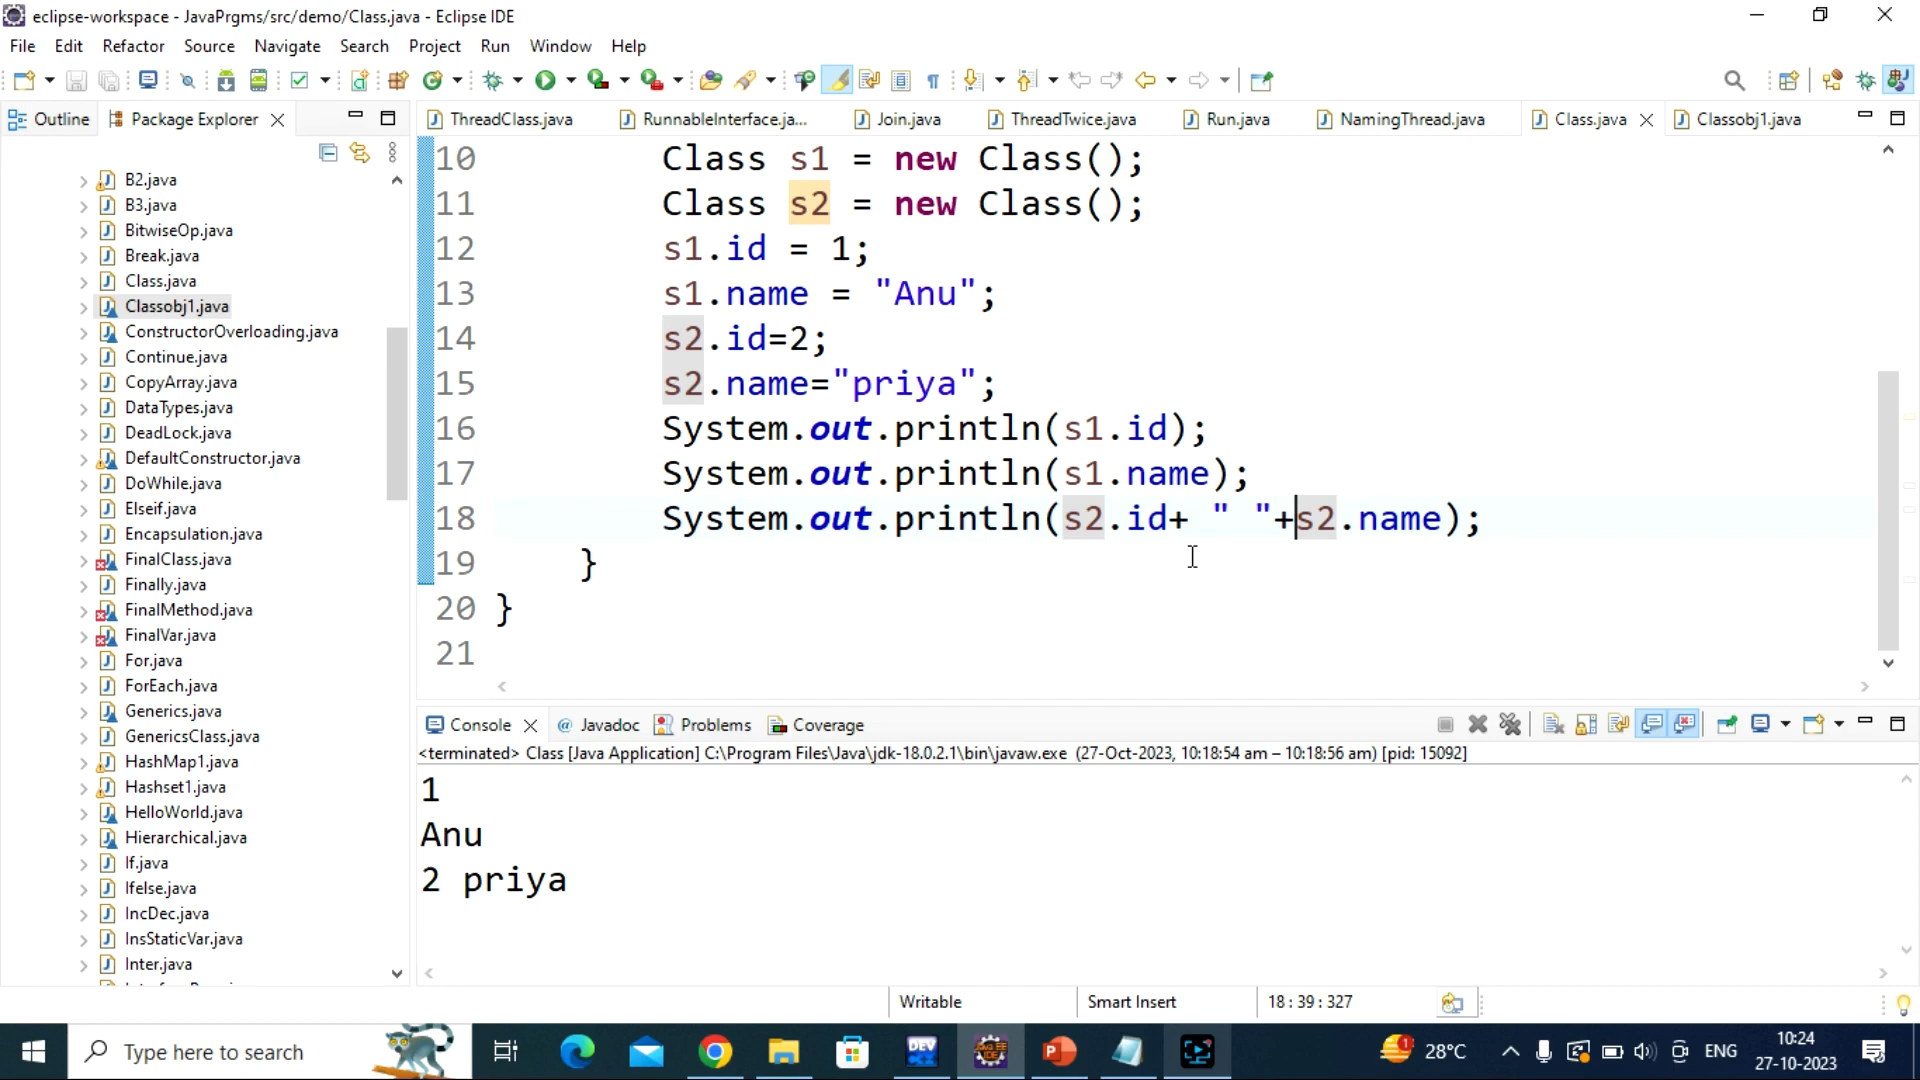 eclipse-workspace - JavaPrgms/src/demo/Class.java - Eclipse IDE
File Edit Refactor Source Navigate Search Project Run Window Help
Outline Package Explorer
ThreadClass.java RunnableInterface.ja... Join.java ThreadTwice.java Run.java NamingThread.java Class.java Classobj1.java
B2.java
B3.java
BitwiseOp.java
Break.java
Class.java
Classobj1.java
ConstructorOverloading.java
Continue.java
CopyArray.java
DataTypes.java
DeadLock.java
DefaultConstructor.java
DoWhile.java
Elseif.java
Encapsulation.java
FinalClass.java
Finally.java
FinalMethod.java
FinalVar.java
For.java
ForEach.java
Generics.java
GenericsClass.java
HashMap1.java
Hashset1.java
HelloWorld.java
Hierarchical.java
If.java
Ifelse.java
IncDec.java
InsStaticVar.java
Inter.java
10 Class s1 = new Class();
11 Class s2 = new Class();
12 s1.id = 1;
13 s1.name = "Anu";
14 s2.id=2;
15 s2.name="priya";
16 System.out.println(s1.id);
17 System.out.println(s1.name);
18 System.out.println(s2.id+ " "+s2.name);
19 }
20 }
21
Console Javadoc Problems Coverage
<terminated> Class [Java Application] C:\Program Files\Java\jdk-18.0.2.1\bin\javaw.exe (27-Oct-2023, 10:18:54 am – 10:18:56 am) [pid: 15092]
1
Anu
2 priya
Writable Smart Insert 18 : 39 : 327
Type here to search
DEV
1
28°C
ENG
10:24
27-10-2023